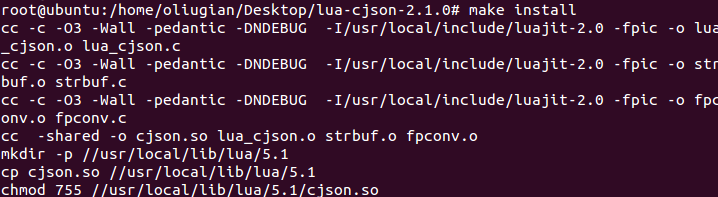 root@ubuntu:/home/oliugian/Desktop/lua-cjson-2.1.0# make install
cc -c -O3 -Wall -pedantic -DNDEBUG  -I/usr/local/include/luajit-2.0 -fpic -o lua
_cjson.o lua_cjson.c
cc -c -O3 -Wall -pedantic -DNDEBUG  -I/usr/local/include/luajit-2.0 -fpic -o str
buf.o strbuf.c
cc -c -O3 -Wall -pedantic -DNDEBUG  -I/usr/local/include/luajit-2.0 -fpic -o fpc
onv.o fpconv.c
cc  -shared -o cjson.so lua_cjson.o strbuf.o fpconv.o
mkdir -p //usr/local/lib/lua/5.1
cp cjson.so //usr/local/lib/lua/5.1
chmod 755 //usr/local/lib/lua/5.1/cjson.so